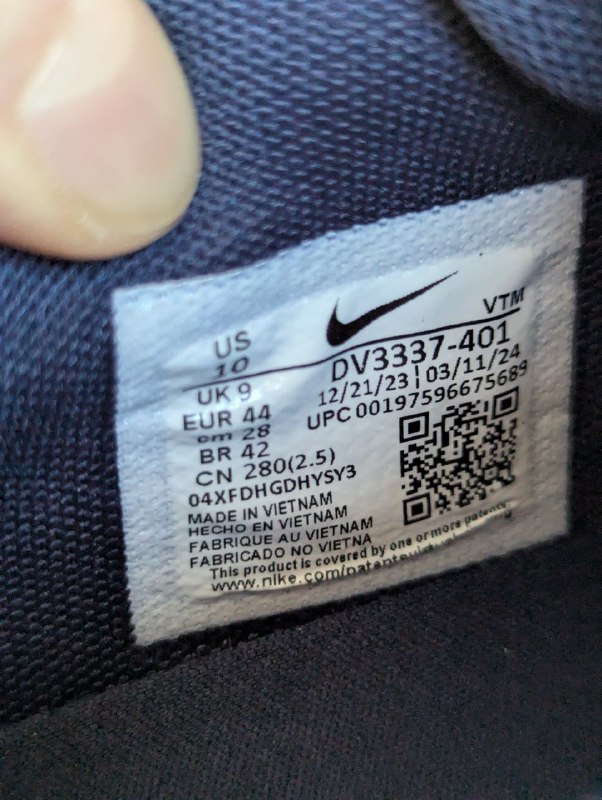 VTM
US
10
DV3337-401
UK 9
12/21/23 | 03/11/24
EUR 44
UPC 00197596675689
cm 28
BR 42
CN 280(2.5)
04XFDHGDHYSY3
MADE IN VIETNAM
HECHO EN VIETNAM
FABRIQUE AU VIETNAM
FABRICADO NO VIETNA
This product is covered by one or more patents
www.nike.com/patents